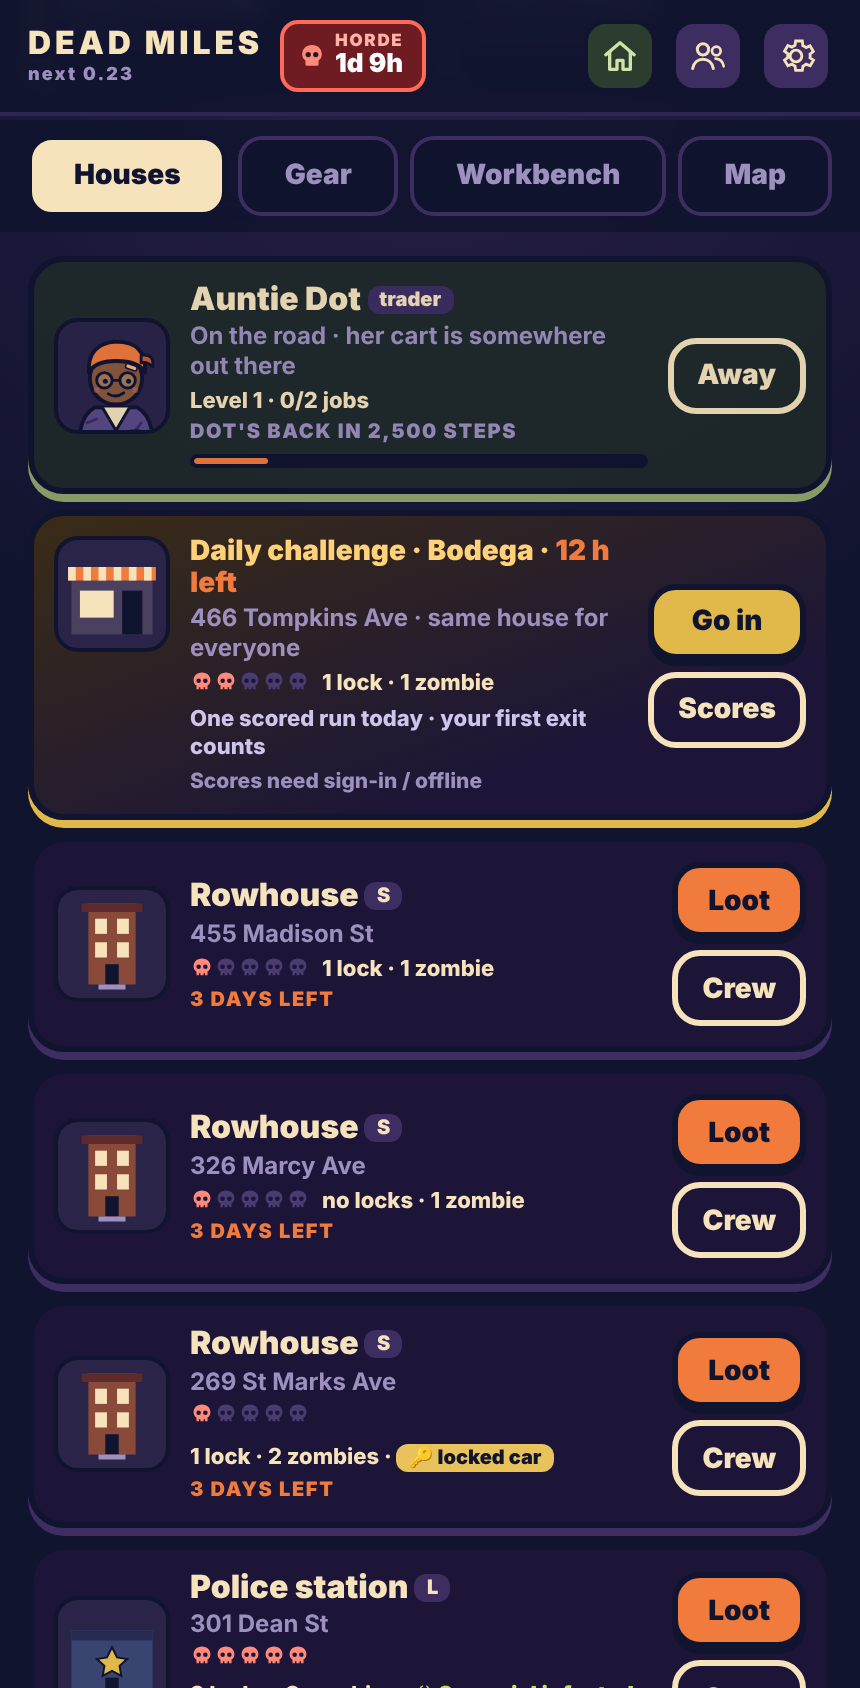 DEAD MILES
next 0.23
HORDE
1d 9h
Houses
Gear
Workbench
Map
Auntie Dot trader
On the road · her cart is somewhere
out there
Level 1 · 0/2 jobs
DOT'S BACK IN 2,500 STEPS
Away
Daily challenge · Bodega · 12 h
left
466 Tompkins Ave · same house for
everyone
1 lock · 1 zombie
One scored run today · your first exit
counts
Scores need sign-in / offline
Go in
Scores
Rowhouse S
455 Madison St
1 lock · 1 zombie
3 DAYS LEFT
Loot
Crew
Rowhouse S
326 Marcy Ave
no locks · 1 zombie
3 DAYS LEFT
Loot
Crew
Rowhouse S
269 St Marks Ave
1 lock · 2 zombies · locked car
3 DAYS LEFT
Loot
Crew
Police station L
301 Dean St
Loot